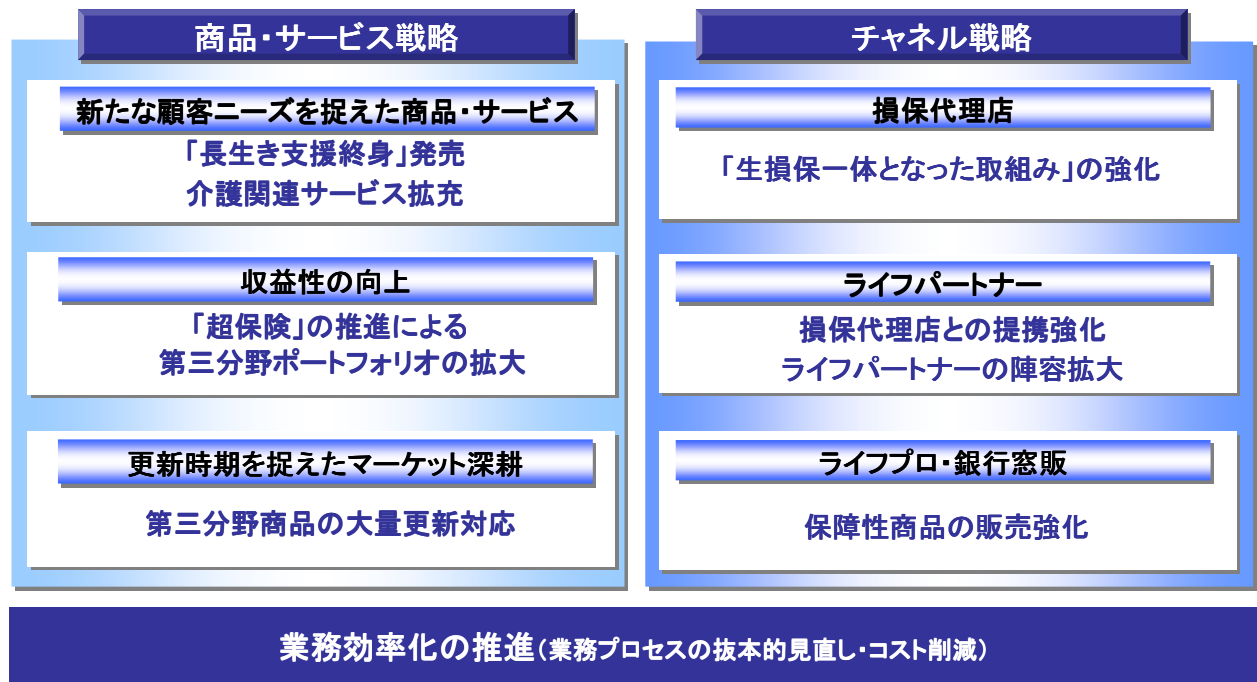 商品・サービス戦略
新たな顧客ニーズを捉えた商品・サービス
「長生き支援終身」発売
介護関連サービス拡充
収益性の向上
「超保険」の推進による
第三分野ポートフォリオの拡大
更新時期を捉えたマーケット深耕
第三分野商品の大量更新対応
チャネル戦略
損保代理店
「生損保一体となった取組み」の強化
ライフパートナー
損保代理店との提携強化
ライフパートナーの陣容拡大
ライフプロ・銀行窓販
保障性商品の販売強化
業務効率化の推進(業務プロセスの抜本的見直し・コスト削減)